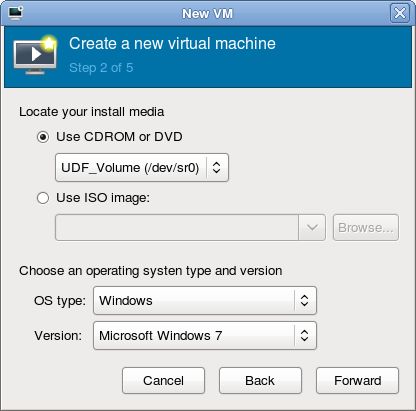 New VM
Create a new virtual machine
Step 2 of 5
Locate your install media
Use CDROM or DVD
UDF_Volume (/dev/sr0)
Use ISO image:
Browse...
Choose an operating systen type and version
OS type: Windows
Version: Microsoft Windows 7
Cancel Back Forward